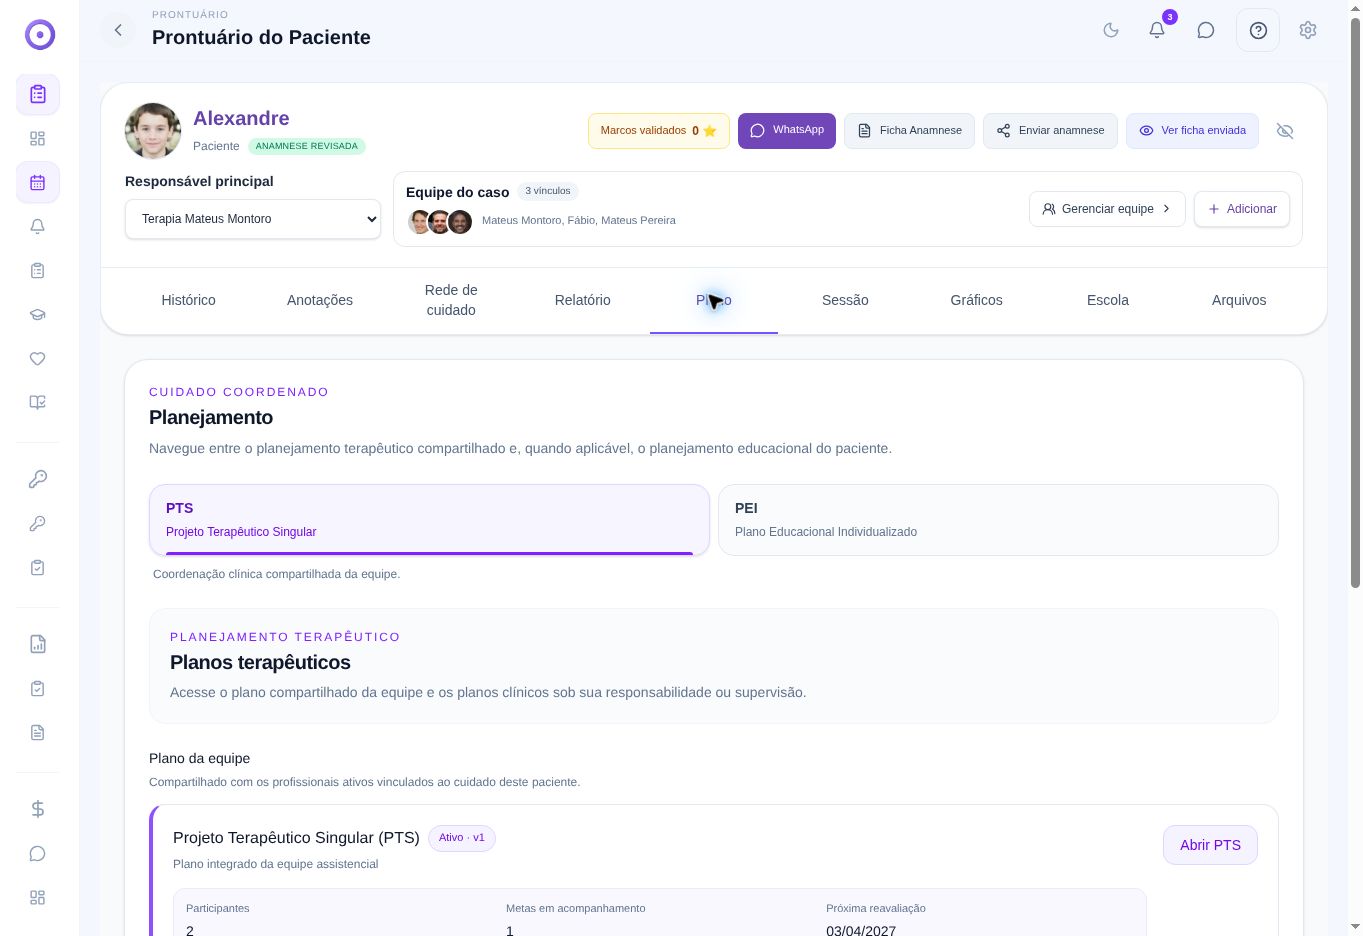 PRONTUÁRIO
Prontuário do Paciente
3
Alexandre
Paciente ANAMNESE REVISADA
Marcos validados 0 ⭐
WhatsApp
Ficha Anamnese
Enviar anamnese
Ver ficha enviada
Responsável principal
Terapia Mateus Montoro
Equipe do caso 3 vínculos
Mateus Montoro, Fábio, Mateus Pereira
Gerenciar equipe
Adicionar
Histórico
Anotações
Rede de
cuidado
Relatório
Sessão
Gráficos
Escola
Arquivos
CUIDADO COORDENADO
Planejamento
Navegue entre o planejamento terapêutico compartilhado e, quando aplicável, o planejamento educacional do paciente.
PTS
Projeto Terapêutico Singular
PEI
Plano Educacional Individualizado
Coordenação clínica compartilhada da equipe.
PLANEJAMENTO TERAPÊUTICO
Planos terapêuticos
Acesse o plano compartilhado da equipe e os planos clínicos sob sua responsabilidade ou supervisão.
Plano da equipe
Compartilhado com os profissionais ativos vinculados ao cuidado deste paciente.
Projeto Terapêutico Singular (PTS) Ativo · v1
Plano integrado da equipe assistencial
Abrir PTS
Participantes
2
Metas em acompanhamento
1
Próxima reavaliação
03/04/2027